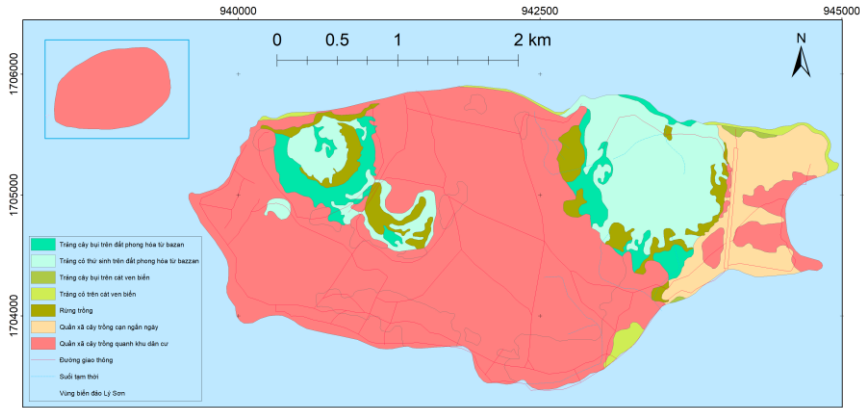 940000 942500 945000
0 0.5 1 2 km
N
1706000
1705000
1704000
Trảng cây bụi trên đất phong hóa từ bazan
Trảng cỏ thứ sinh trên đất phong hóa từ bazzan
Trảng cây bụi trên cát ven biển
Trảng cỏ trên cát ven biển
Rừng trồng
Quần xã cây trồng cạn ngắn ngày
Quần xã cây trồng quanh khu dân cư
Đường giao thông
Suối tạm thời
Vùng biển đảo Lý Sơn